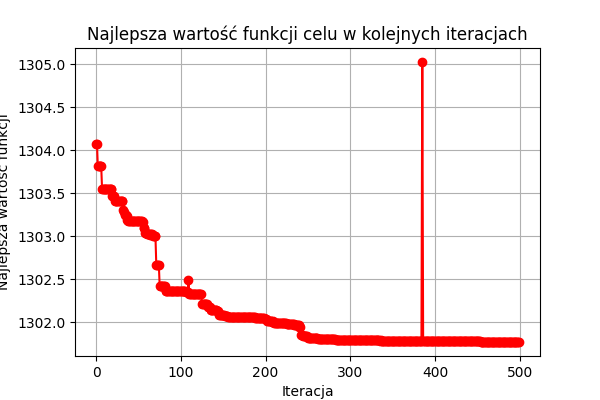 Najlepsza wartość funkcji celu w kolejnych iteracjach
Najlepsza wartość funkcji
1305.0
1304.5
1304.0
1303.5
1303.0
1302.5
1302.0
0 100 200 300 400 500
Iteracja